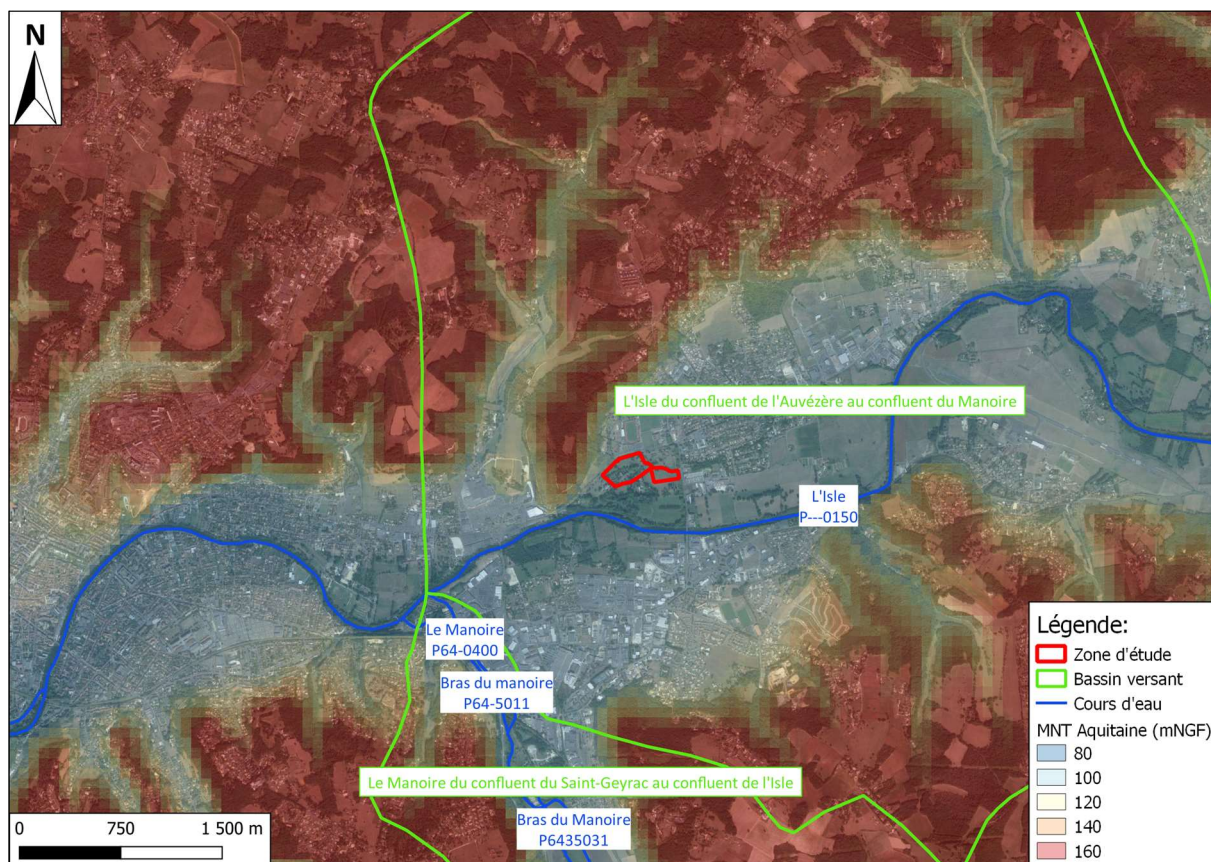 N
L'Isle du confluent de l'Auvézère au confluent du Manoire
L'Isle
P---0150
Le Manoire
P64-0400
Bras du manoire
P64-5011
Le Manoire du confluent du Saint-Geyrac au confluent de l'Isle
Bras du Manoire
P6435031
0 750 1 500 m
Légende:
Zone d'étude
Bassin versant
Cours d'eau
MNT Aquitaine (mNGF)
80
100
120
140
160